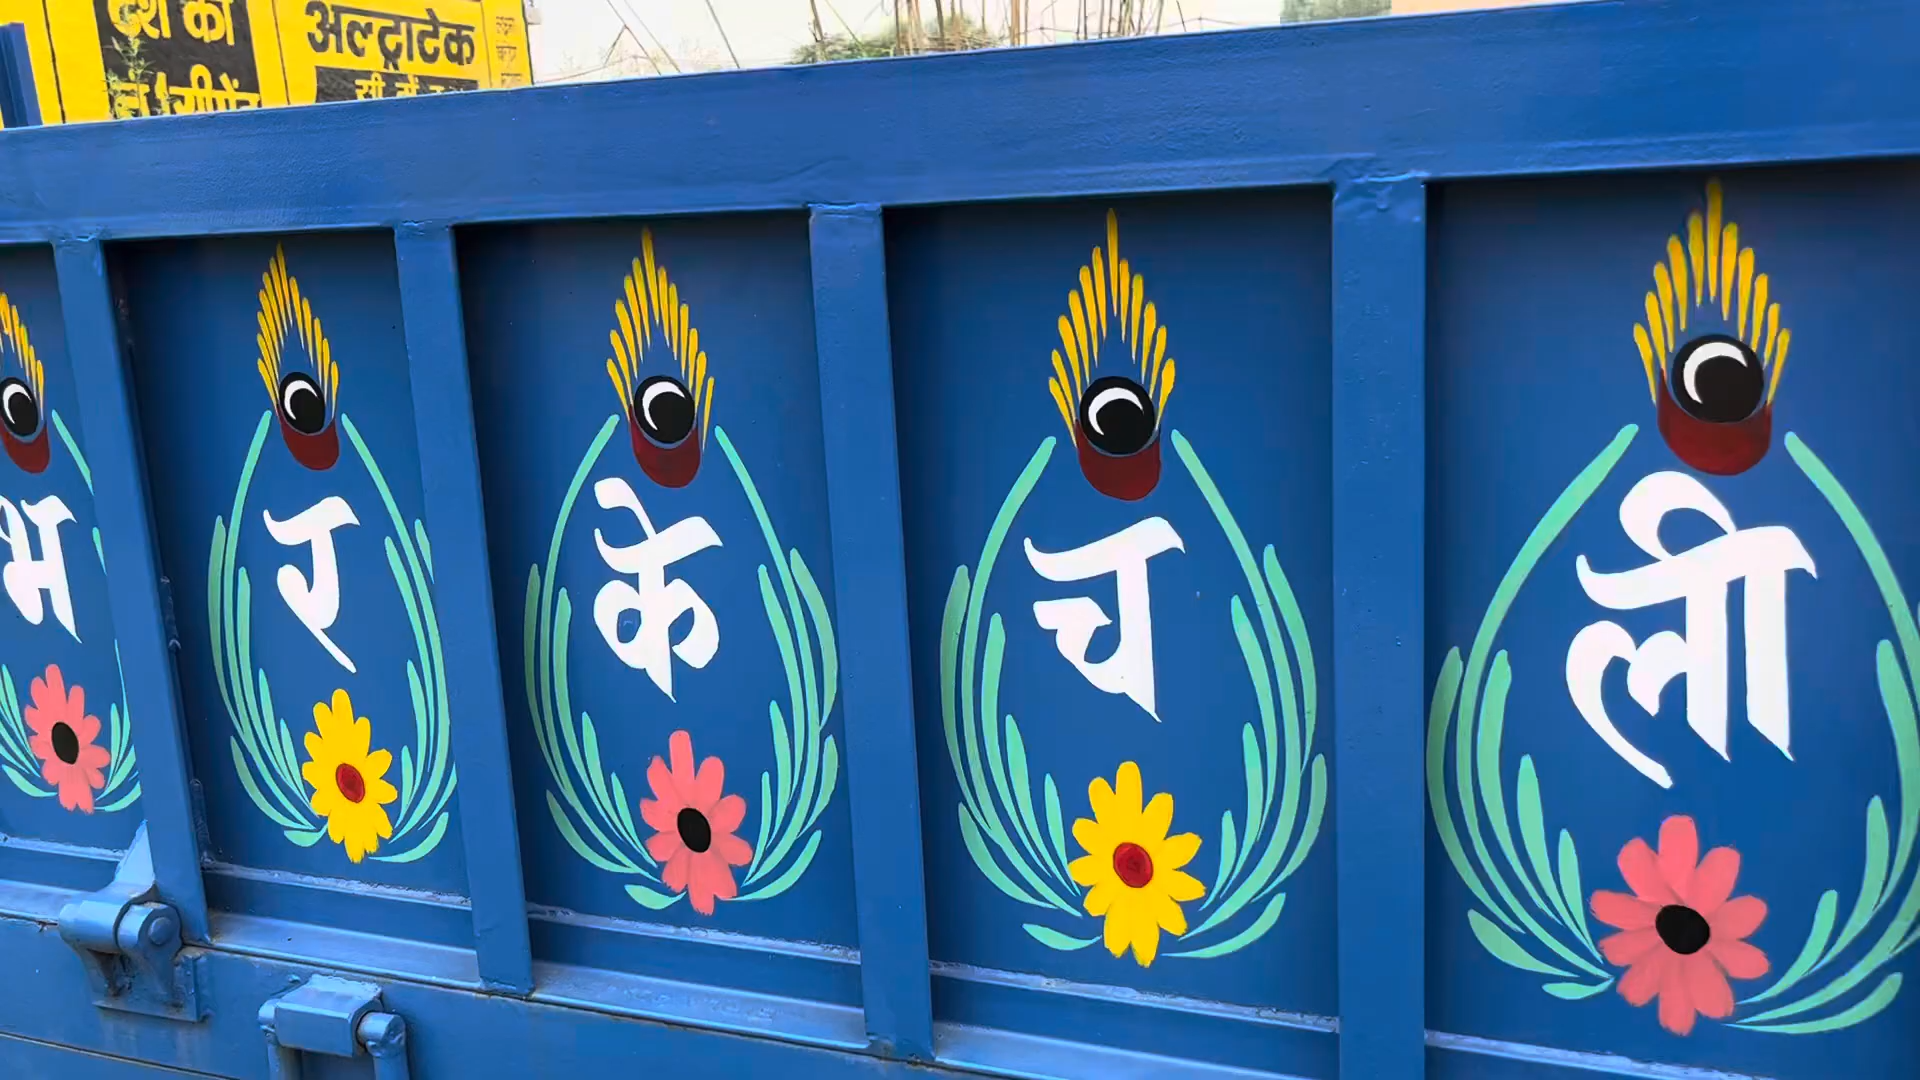 देश का
अल्ट्राटेक
भ र के च ली